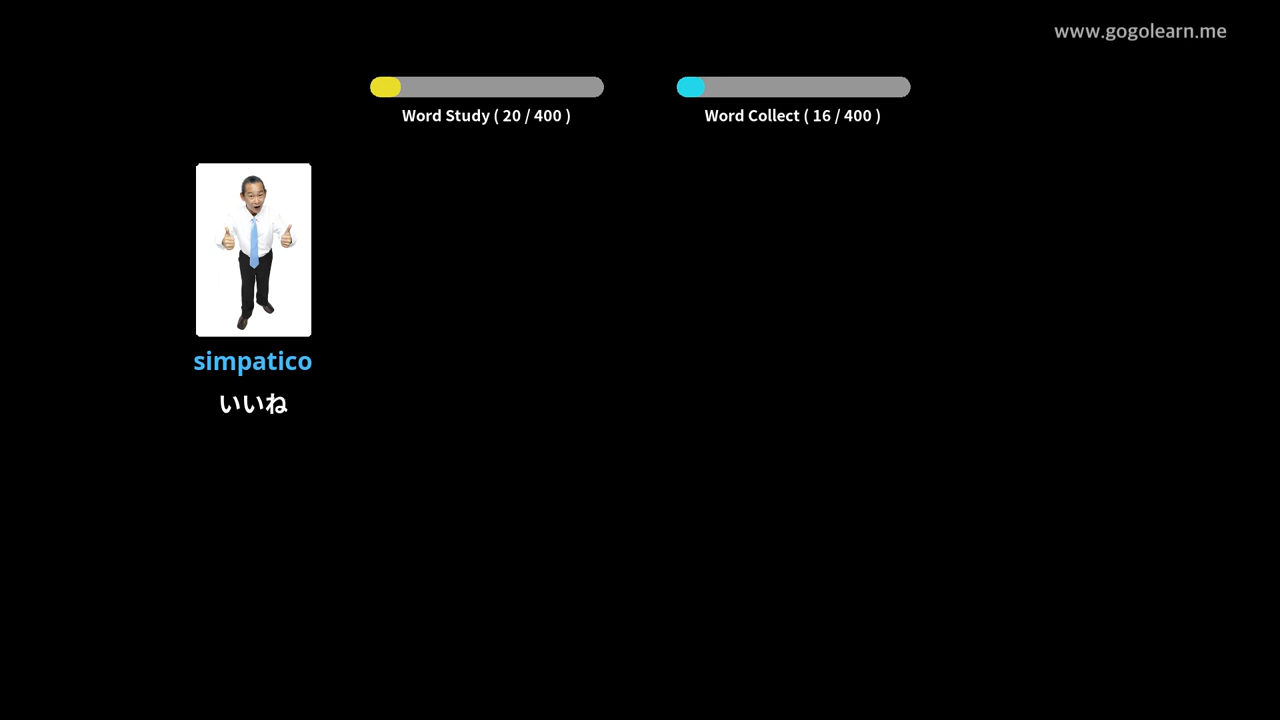 www.gogolearn.me
Word Study ( 20 / 400 )
Word Collect ( 16 / 400 )
simpatico
いいね